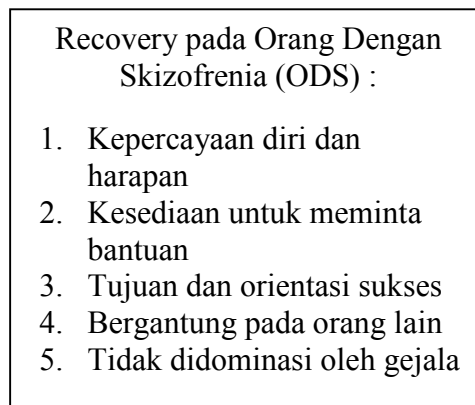 Recovery pada Orang Dengan
Skizofrenia (ODS) :
1. Kepercayaan diri dan
harapan
2. Kesediaan untuk meminta
bantuan
3. Tujuan dan orientasi sukses
4. Bergantung pada orang lain
5. Tidak didominasi oleh gejala